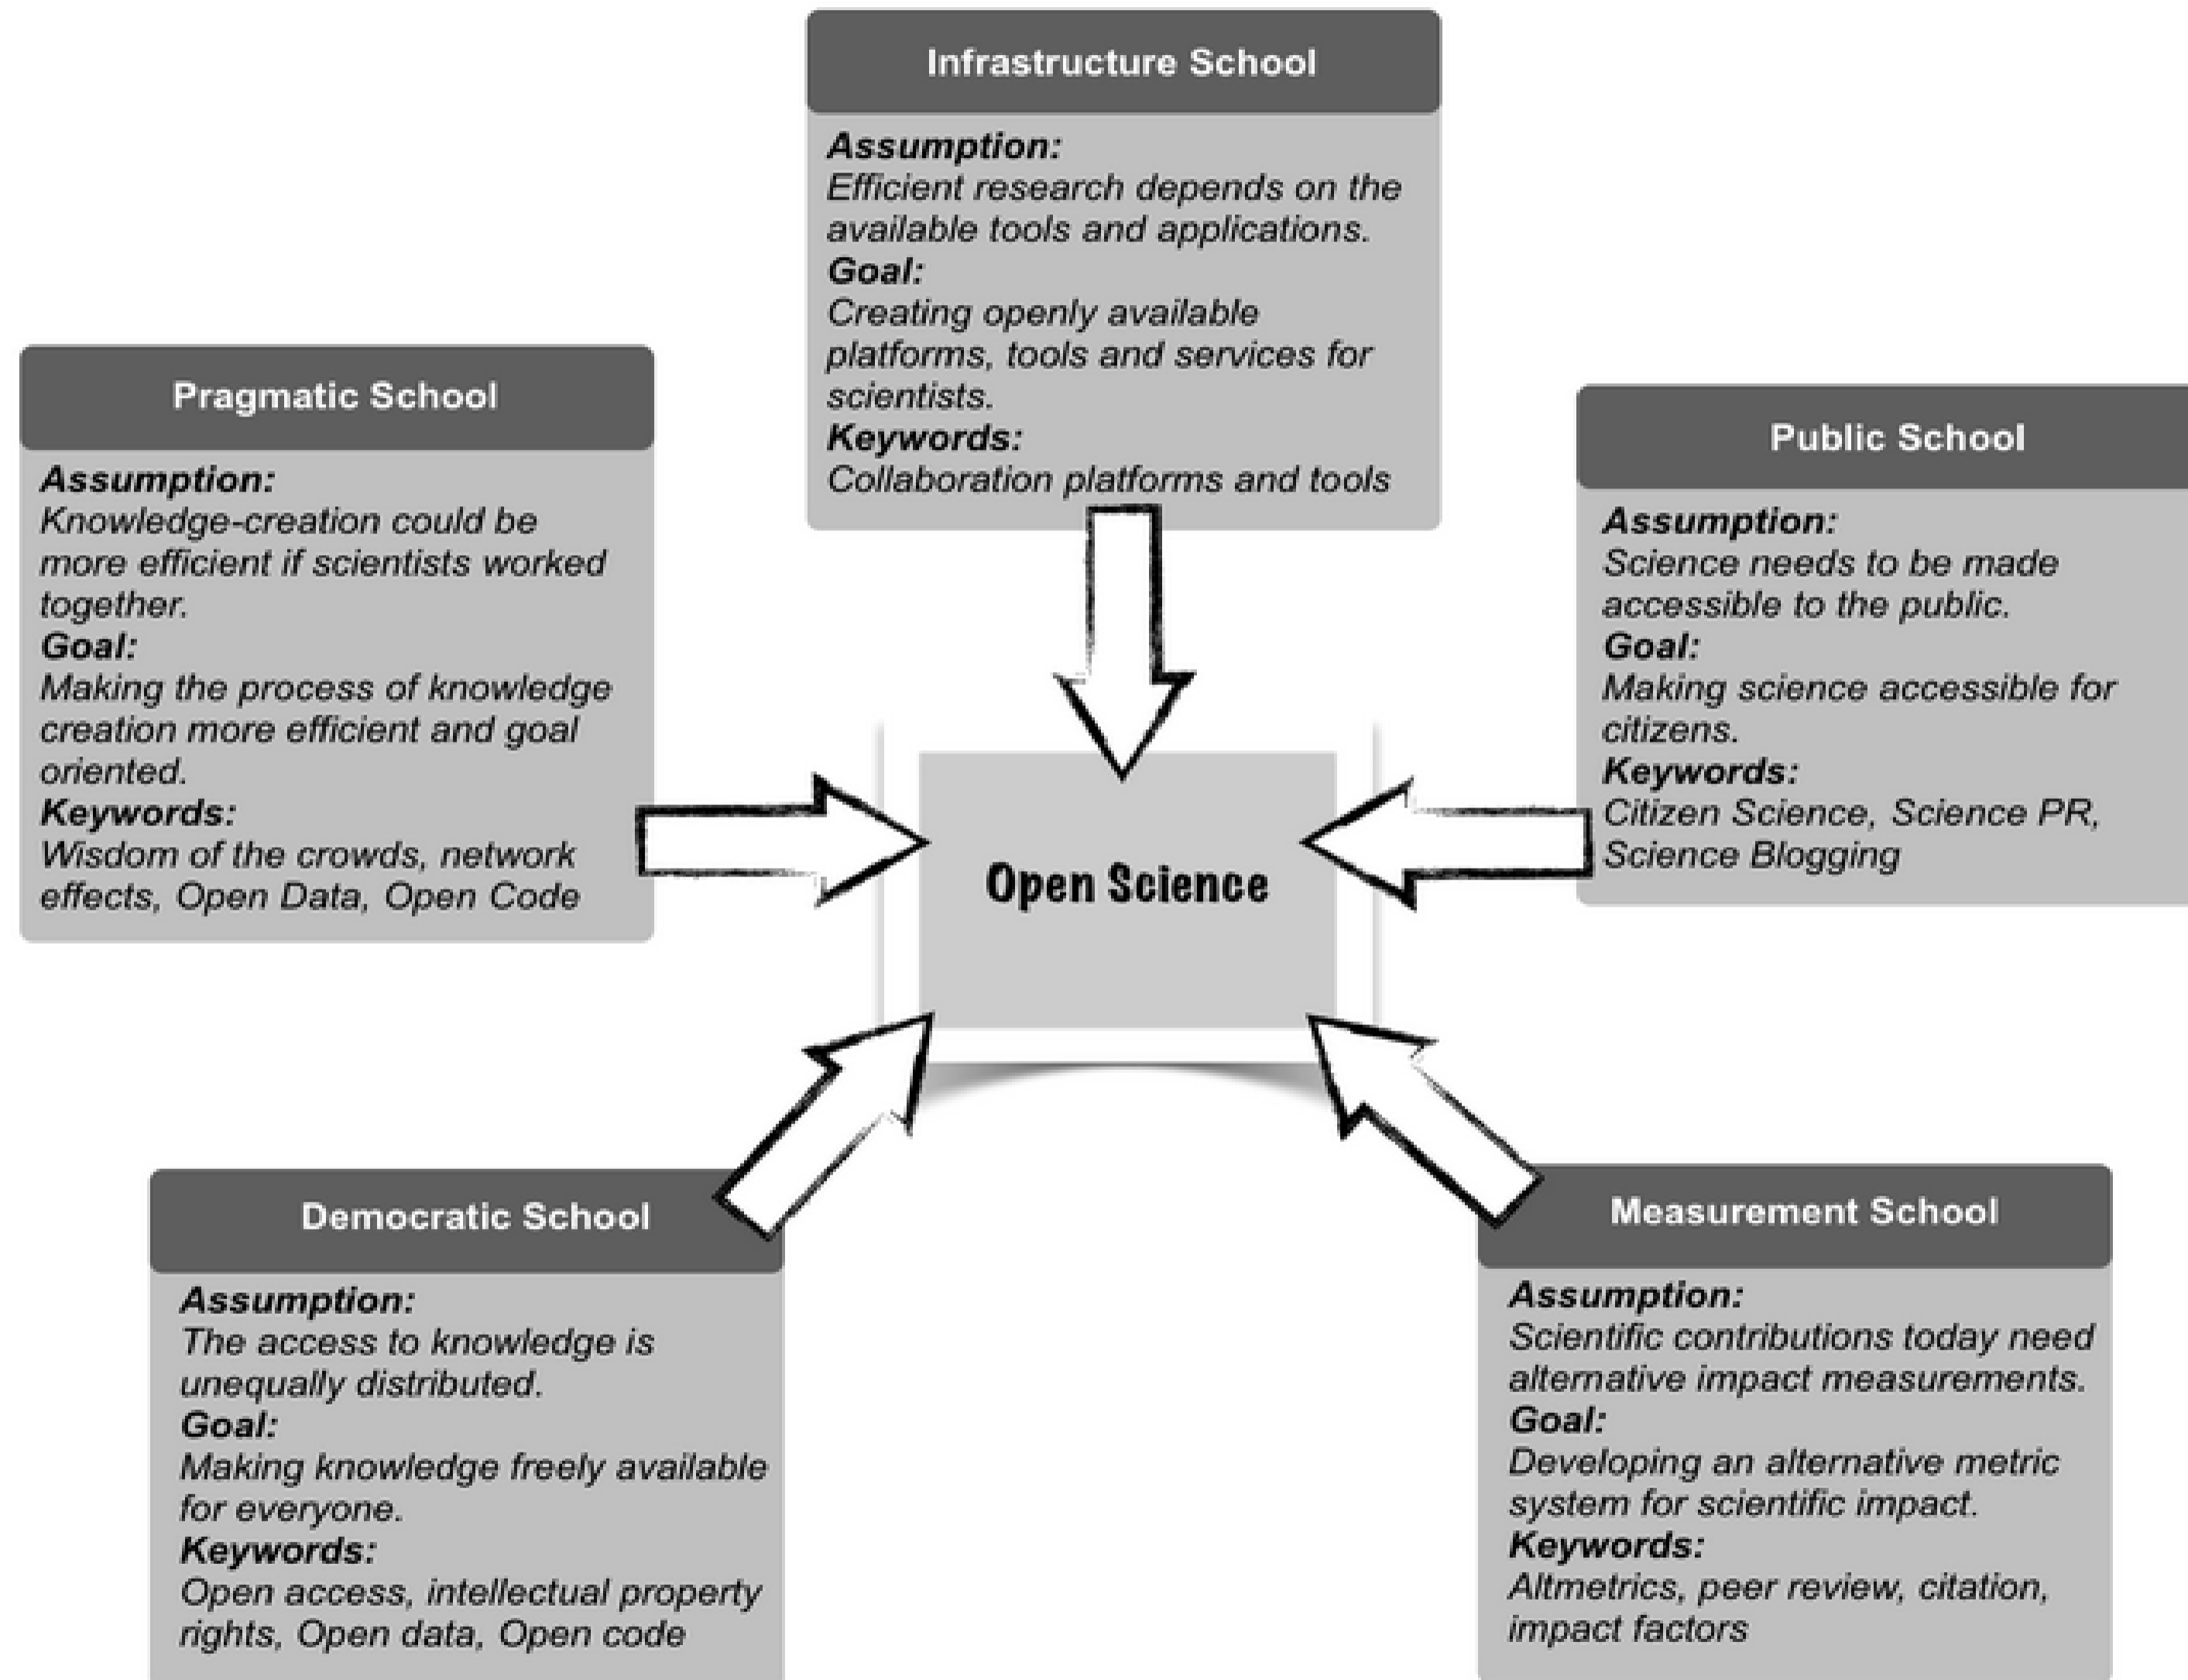 Infrastructure School
Assumption:
Efficient research depends on the
available tools and applications.
Goal:
Creating openly available
platforms, tools and services for
scientists.
Keywords:
Collaboration platforms and tools
Pragmatic School
Assumption:
Knowledge-creation could be
more efficient if scientists worked
together.
Goal:
Making the process of knowledge
creation more efficient and goal
oriented.
Keywords:
Wisdom of the crowds, network
effects, Open Data, Open Code
Public School
Assumption:
Science needs to be made
accessible to the public.
Goal:
Making science accessible for
citizens.
Keywords:
Citizen Science, Science PR,
Science Blogging
Open Science
Democratic School
Assumption:
The access to knowledge is
unequally distributed.
Goal:
Making knowledge freely available
for everyone.
Keywords:
Open access, intellectual property
rights, Open data, Open code
Measurement School
Assumption:
Scientific contributions today need
alternative impact measurements.
Goal:
Developing an alternative metric
system for scientific impact.
Keywords:
Altmetrics, peer review, citation,
impact factors